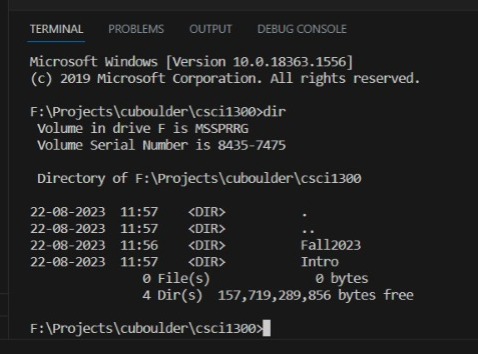 TERMINAL PROBLEMS OUTPUT DEBUG CONSOLE
Microsoft Windows [Version 10.0.18363.1556]
(c) 2019 Microsoft Corporation. All rights reserved.
F:\Projects\cuboulder\csci1300>dir
Volume in drive F is MSSPRRG
Volume Serial Number is 8435-7475
Directory of F:\Projects\cuboulder\csci1300
22-08-2023 11:57 <DIR> .
22-08-2023 11:57 <DIR> ..
22-08-2023 11:56 <DIR> Fall2023
22-08-2023 11:57 <DIR> Intro
0 File(s) 0 bytes
4 Dir(s) 157,719,289,856 bytes free
F:\Projects\cuboulder\csci1300>